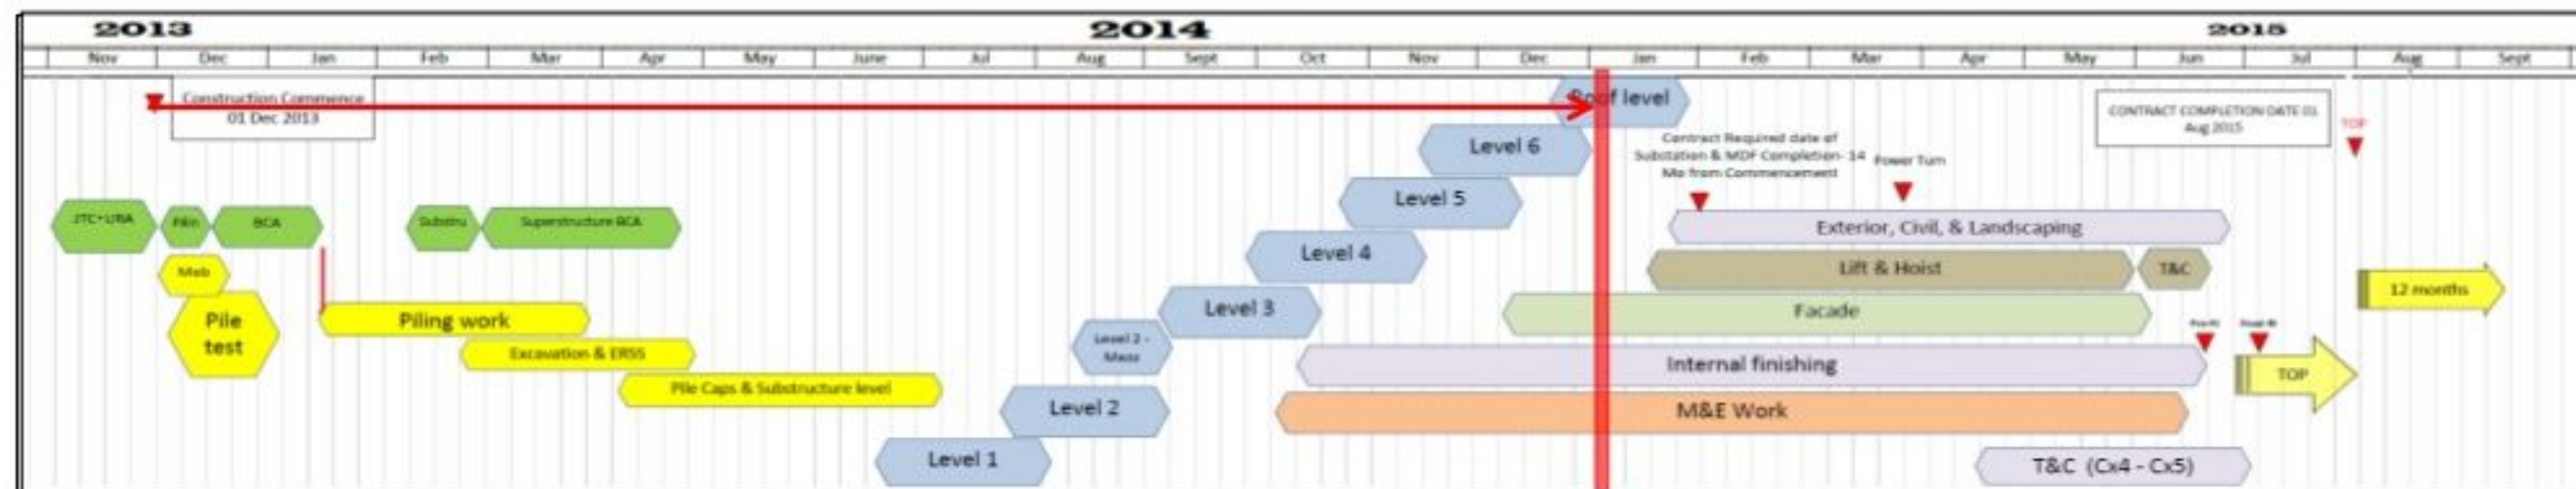 2013 2014 2015
Nov Dec Jan Feb Mar Apr May June Jul Aug Sept Oct Nov Dec Jan Feb Mar Apr May Jun Jul Aug Sept
Construction Commence
01 Dec 2013
Roof level
CONTRACT COMPLETION DATE 01
Aug 2015
TOP
Level 6
Contract Required date of
Substation & MDF Completion- 14
Mo from Commencement
Power Turn
Level 5
JTC+URA
Pilin
BCA
Substru
Superstructure BCA
Exterior, Civil, & Landscaping
Level 4
Mob
Lift & Hoist
T&C
12 months
Level 3
Pile
test
Piling work
Facade
Excavation & ERSS
Level 2 -
Mezz
Internal finishing
TOP
Pile Caps & Substructure level
Level 2
M&E Work
Level 1
T&C (Cx4 - Cx5)